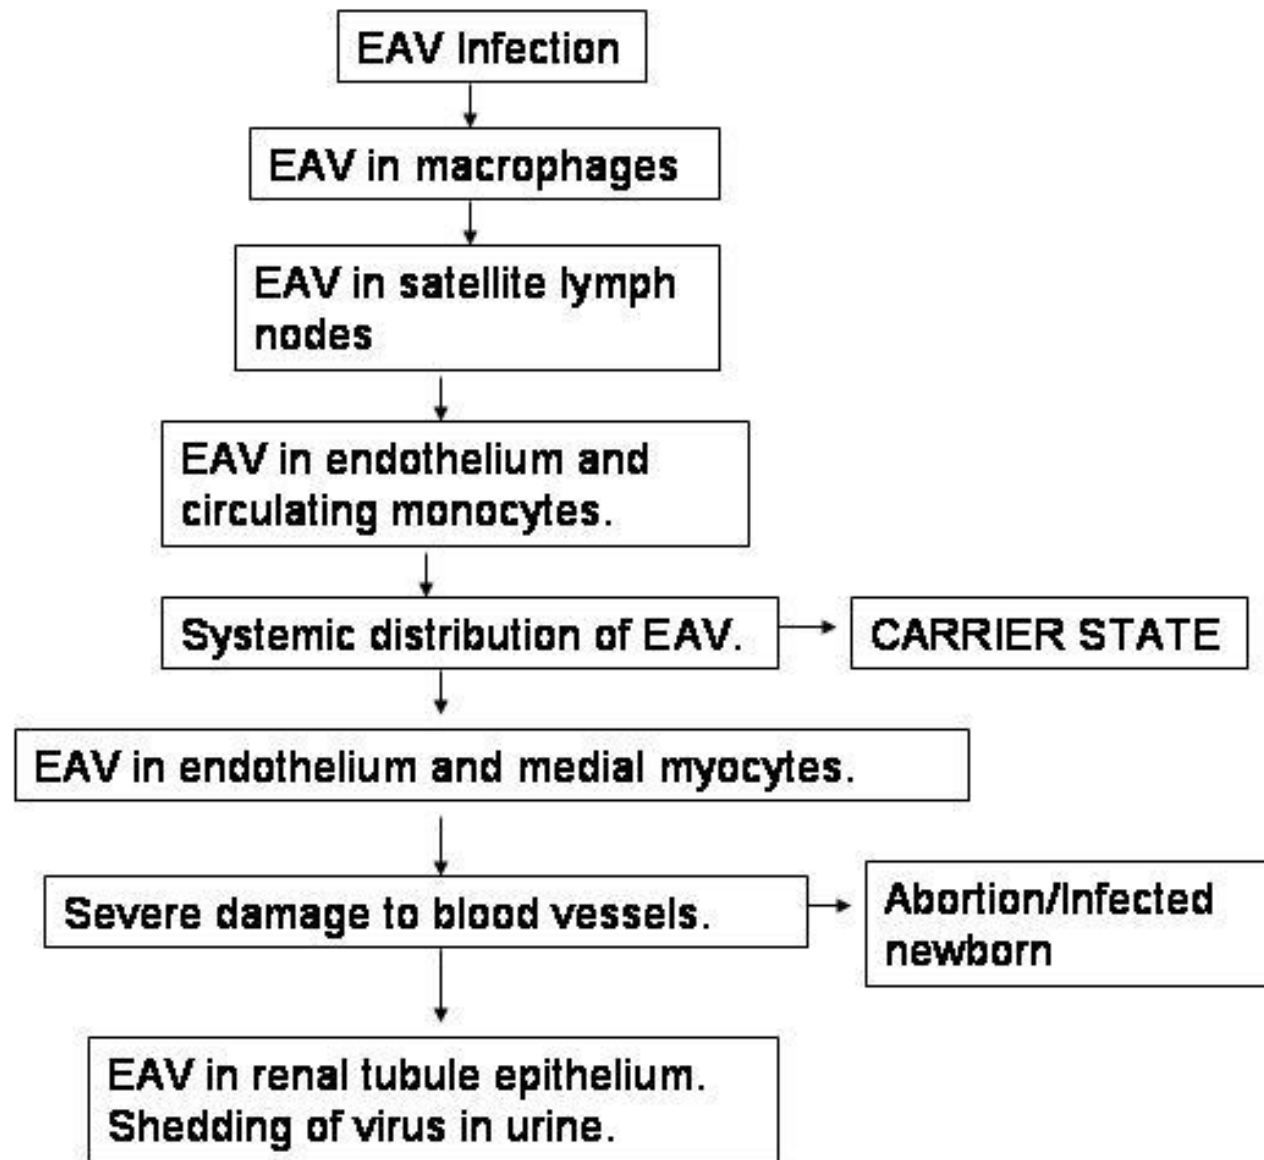 EAV Infection
EAV in macrophages
EAV in satellite lymph
nodes
EAV in endothelium and
circulating monocytes.
Systemic distribution of EAV.
CARRIER STATE
EAV in endothelium and medial myocytes.
Severe damage to blood vessels.
Abortion/Infected
newborn
EAV in renal tubule epithelium.
Shedding of virus in urine.